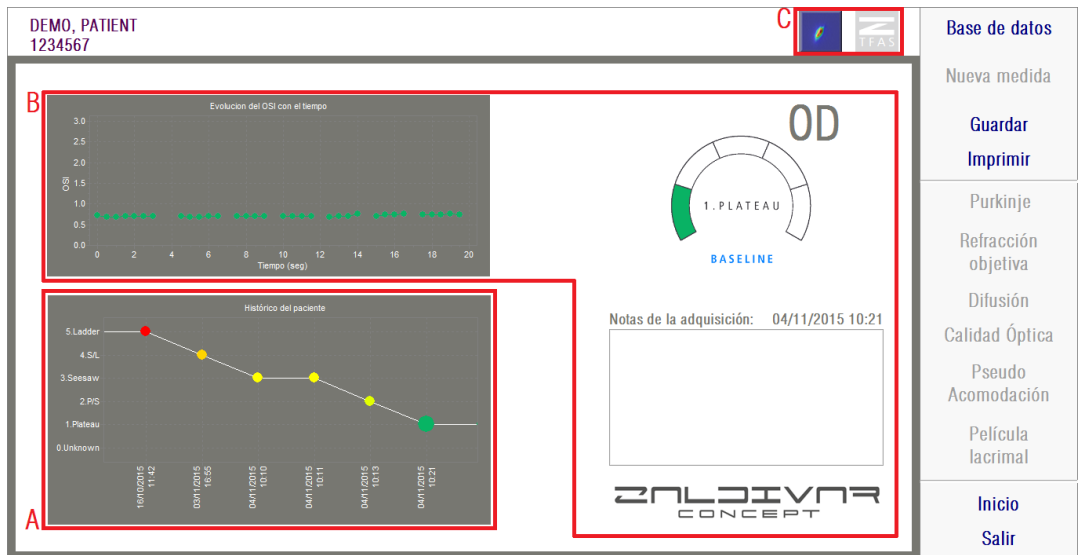 DEMO, PATIENT
1234567
C
TFAS
B
Evolucion del OSI con el tiempo
OSI
3.0
2.5
2.0
1.5
1.0
0.5
0.0
0 2 4 6 8 10 12 14 16 18 20
Tiempo (seg)
OD
1.PLATEAU
BASELINE
A
Histórico del paciente
5.Ladder
4.S/L
3.Seesaw
2.P/S
1.Plateau
0.Unknown
16/10/2015
11:42
03/11/2015
16:55
04/11/2015
10:10
04/11/2015
10:11
04/11/2015
10:13
04/11/2015
10:21
Notas de la adquisición: 04/11/2015 10:21
ZALDIVAR
CONCEPT
Base de datos
Nueva medida
Guardar
Imprimir
Purkinje
Refracción
objetiva
Difusión
Calidad Óptica
Pseudo
Acomodación
Película
lacrimal
Inicio
Salir